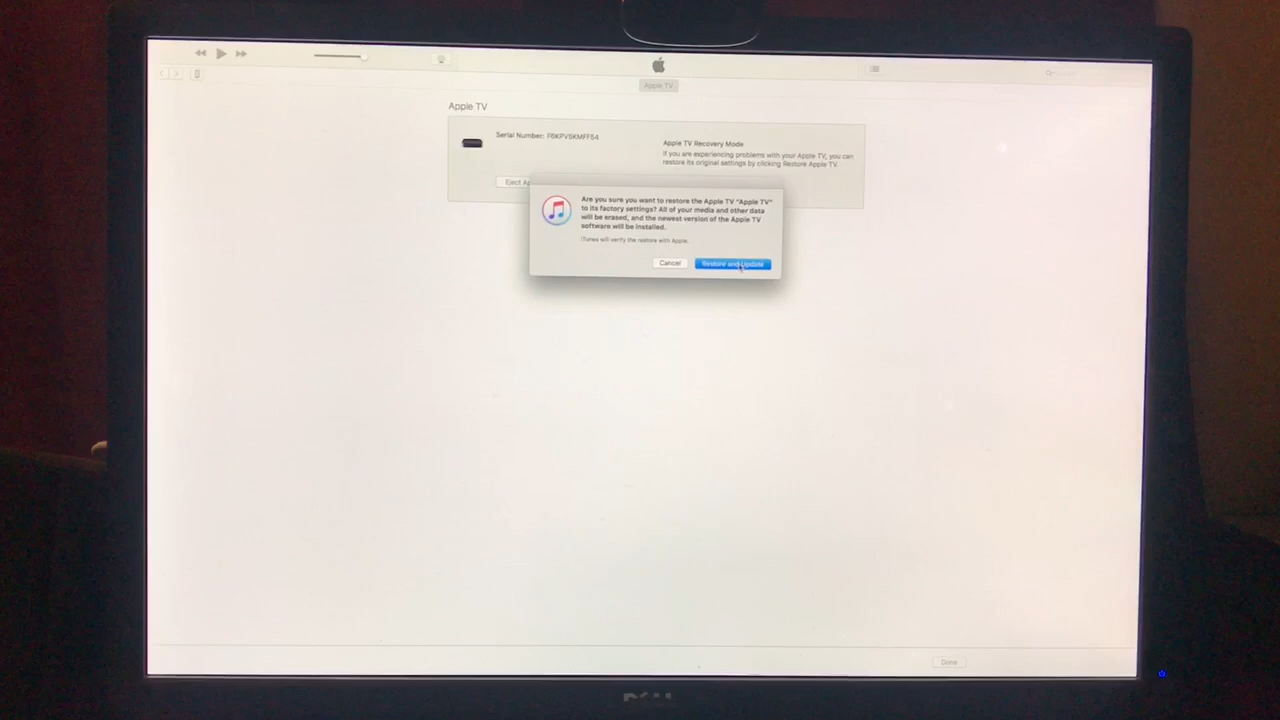 Apple TV
Apple TV
Serial Number: F6KPV5KMFF54
Apple TV Recovery Mode
If you are experiencing problems with your Apple TV, you can
restore its original settings by clicking Restore Apple TV.
Eject Ap
Are you sure you want to restore the Apple TV "Apple TV"
to its factory settings? All of your media and other data
will be erased, and the newest version of the Apple TV
software will be installed.
iTunes will verify the restore with Apple.
Cancel
Restore and Update
Done
DELL